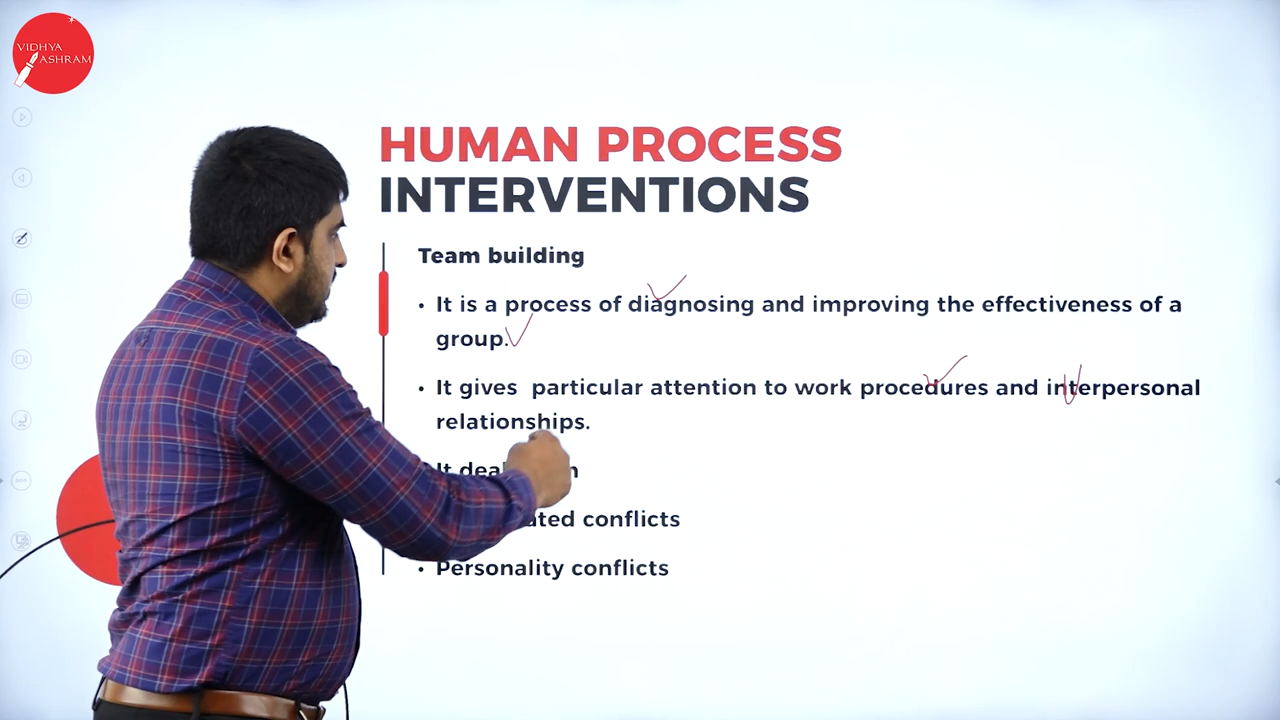 VIDHYA
ASHRAM
HUMAN PROCESS
INTERVENTIONS
Team building
• It is a process of diagnosing and improving the effectiveness of a
group.
• It gives particular attention to work procedures and interpersonal
relationships.
It
conflicts
• Personality conflicts